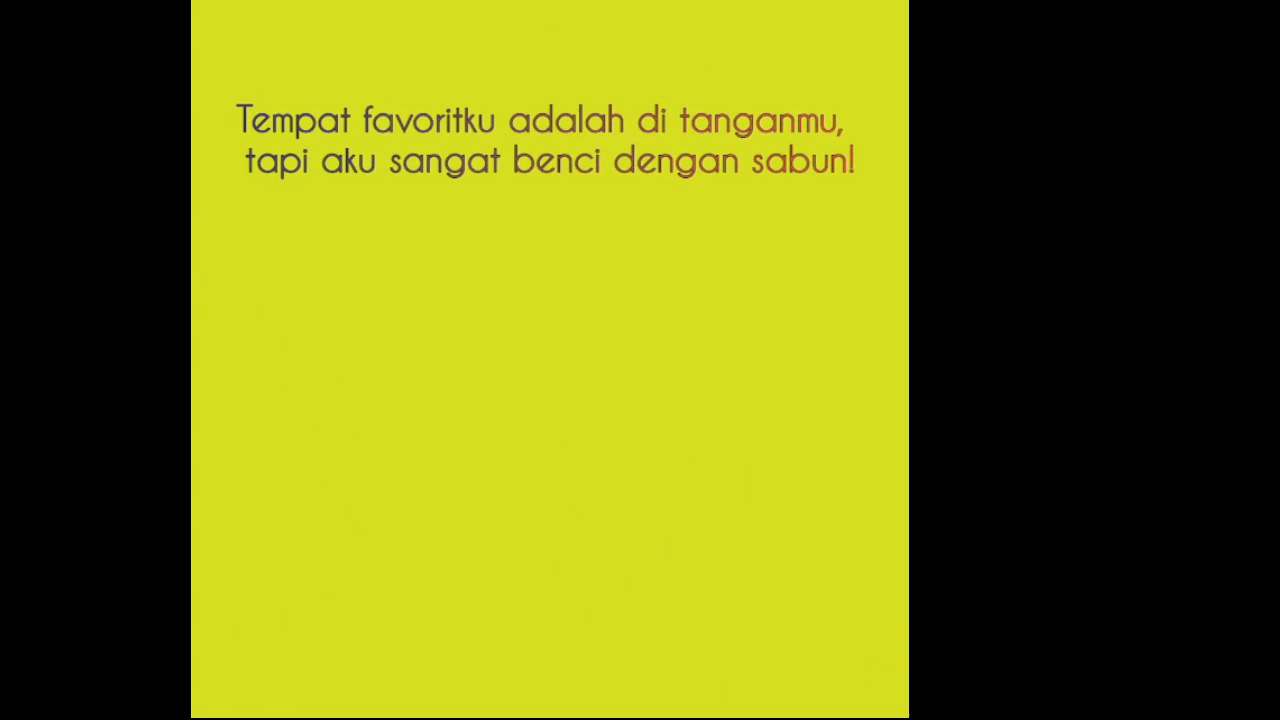 Tempat favoritku adalah di tanganmu,
tapi aku sangat benci dengan sabun!